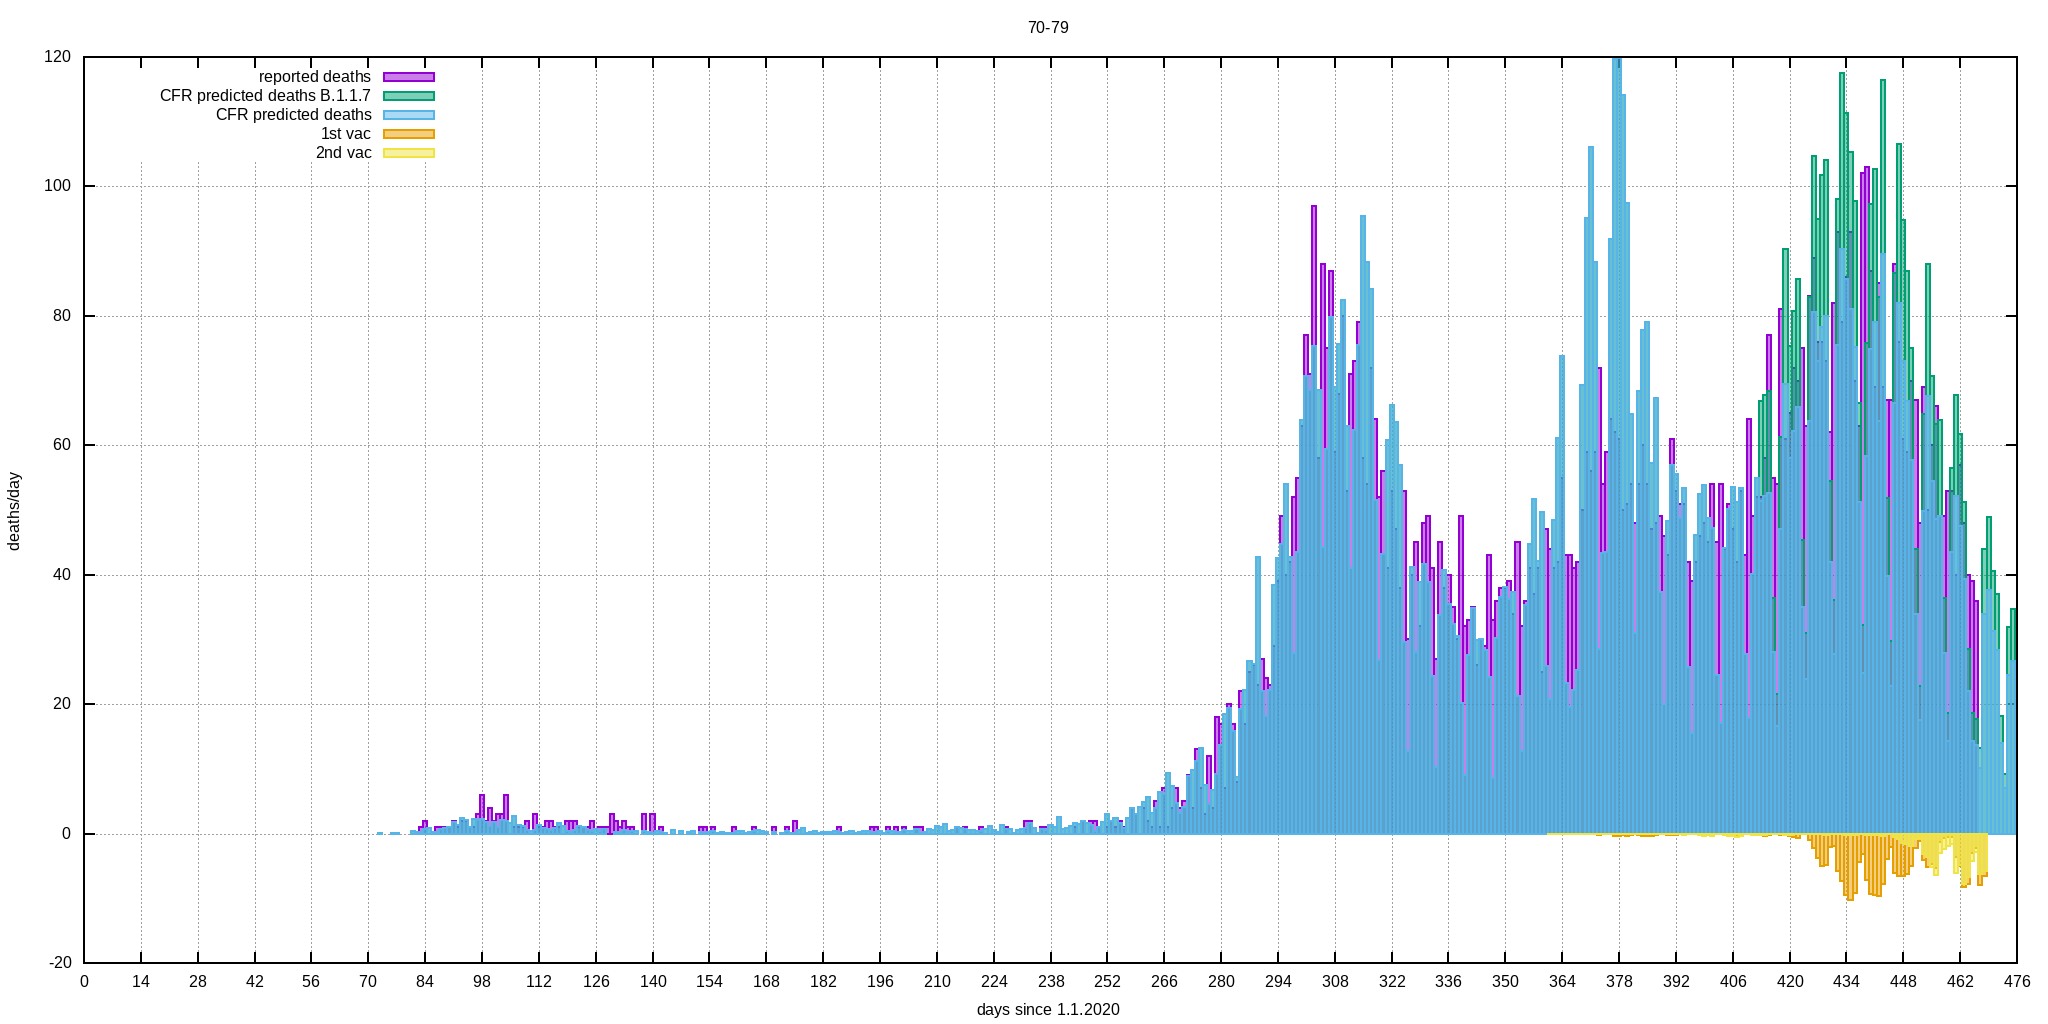 70-79
120
100
80
60
40
20
0
-20
deaths/day
reported deaths
CFR predicted deaths B.1.1.7
CFR predicted deaths
1st vac
2nd vac
0 14 28 42 56 70 84 98 112 126 140 154 168 182 196 210 224 238 252 266 280 294 308 322 336 350 364 378 392 406 420 434 448 462 476
days since 1.1.2020